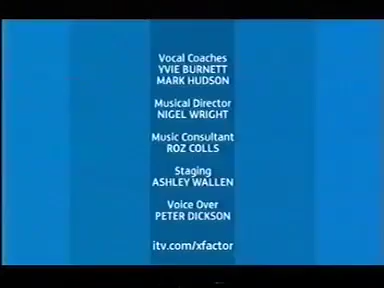 Vocal Coaches
YVIE BURNETT
MARK HUDSON
Musical Director
NIGEL WRIGHT
Music Consultant
ROZ COLLS
Staging
ASHLEY WALLEN
Voice Over
PETER DICKSON
itv.com/xfactor